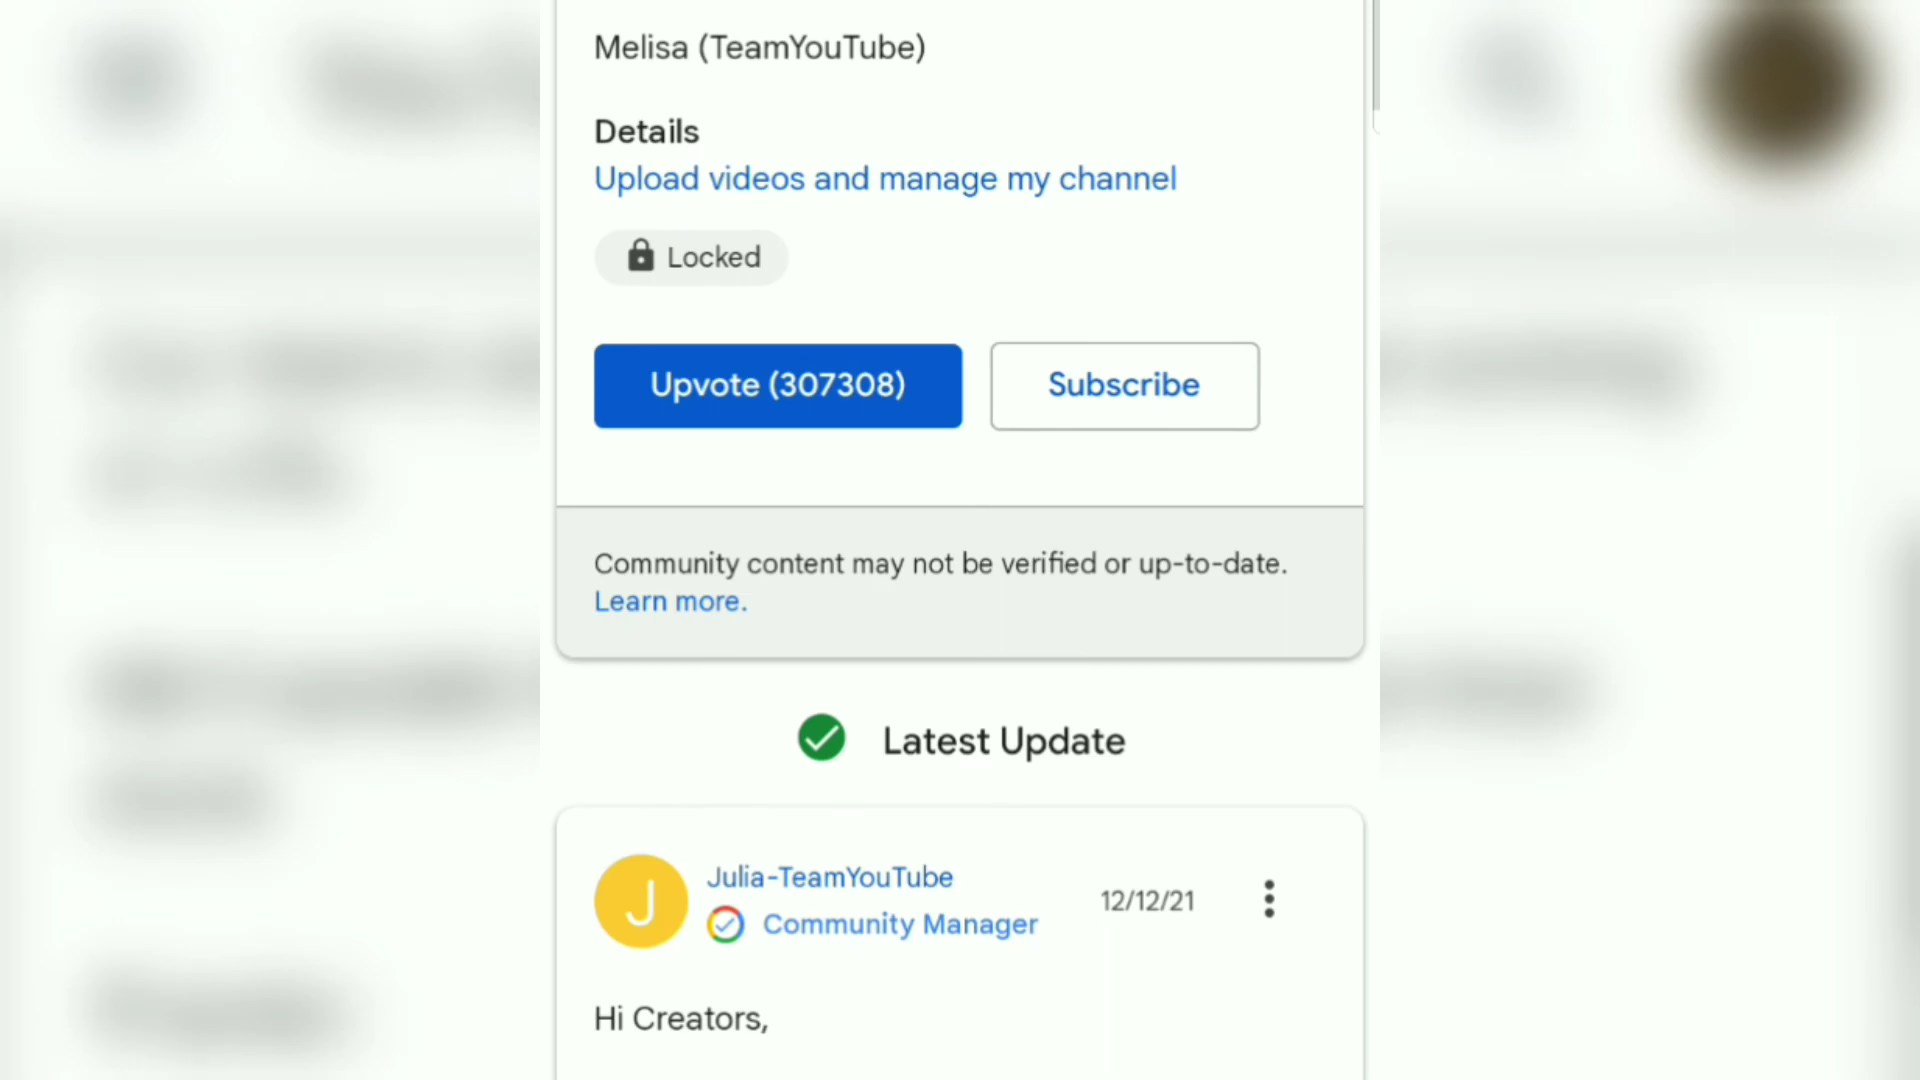 Melisa (TeamYouTube)
Details
Upload videos and manage my channel
Locked
Upvote (307308)
Subscribe
Community content may not be verified or up-to-date.
Learn more.
Latest Update
J
Julia-TeamYouTube
12/12/21
Community Manager
Hi Creators,